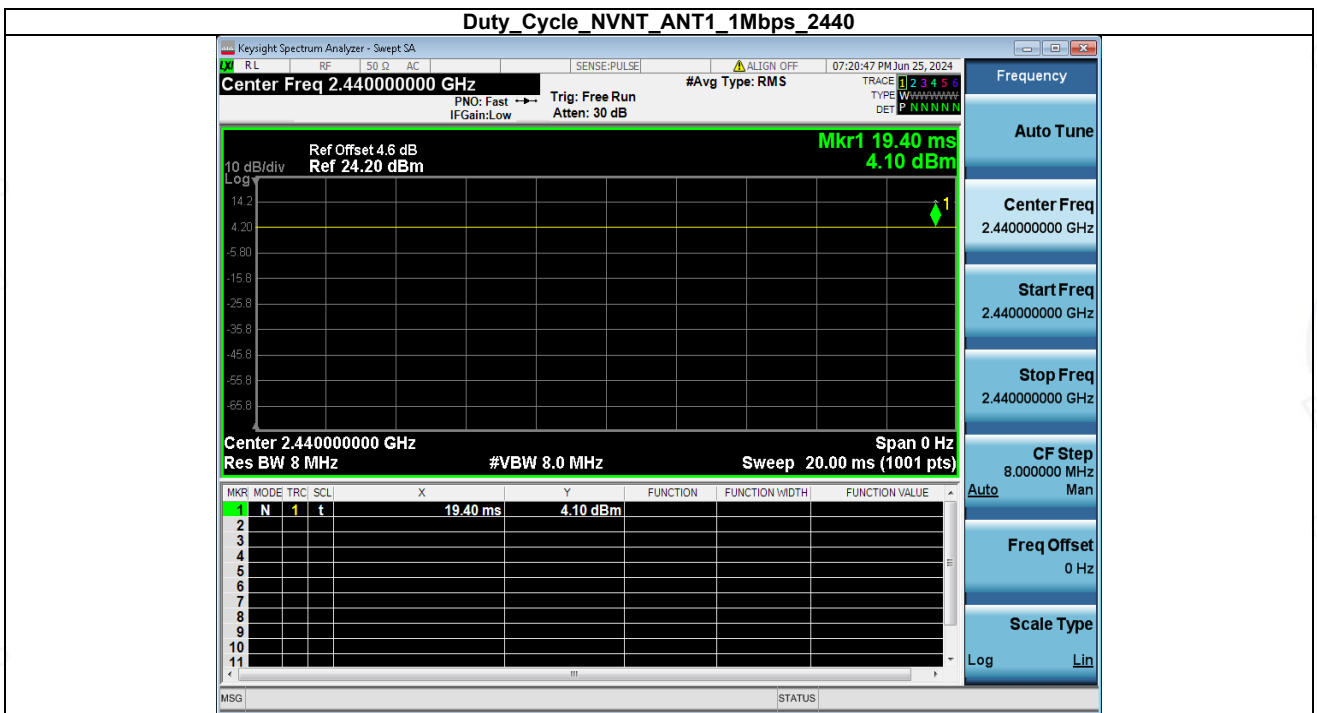 Duty_Cycle_NVNT_ANT1_1Mbps_2440
Keysight Spectrum Analyzer - Swept SA
LXI RL RF 50 Ω AC SENSE:PULSE ALIGN OFF 07:20:47 PM Jun 25, 2024
Center Freq 2.440000000 GHz #Avg Type: RMS TRACE 1 2 3 4 5 6
PNO: Fast Trig: Free Run TYPE WWWWWW
IFGain:Low Atten: 30 dB DET P N N N N N
Mkr1 19.40 ms
4.10 dBm
Ref Offset 4.6 dB
10 dB/div Ref 24.20 dBm
Log
14.2
1
4.20
-5.80
-15.8
-25.8
-35.8
-45.8
-55.8
-65.8
Center 2.440000000 GHz Span 0 Hz
Res BW 8 MHz #VBW 8.0 MHz Sweep 20.00 ms (1001 pts)
MKR MODE TRC SCL X Y FUNCTION FUNCTION WIDTH FUNCTION VALUE
1 N 1 t 19.40 ms 4.10 dBm
2
3
4
5
6
7
8
9
10
11
MSG STATUS
Frequency
Auto Tune
Center Freq
2.440000000 GHz
Start Freq
2.440000000 GHz
Stop Freq
2.440000000 GHz
CF Step
8.000000 MHz
Auto Man
Freq Offset
0 Hz
Scale Type
Log Lin